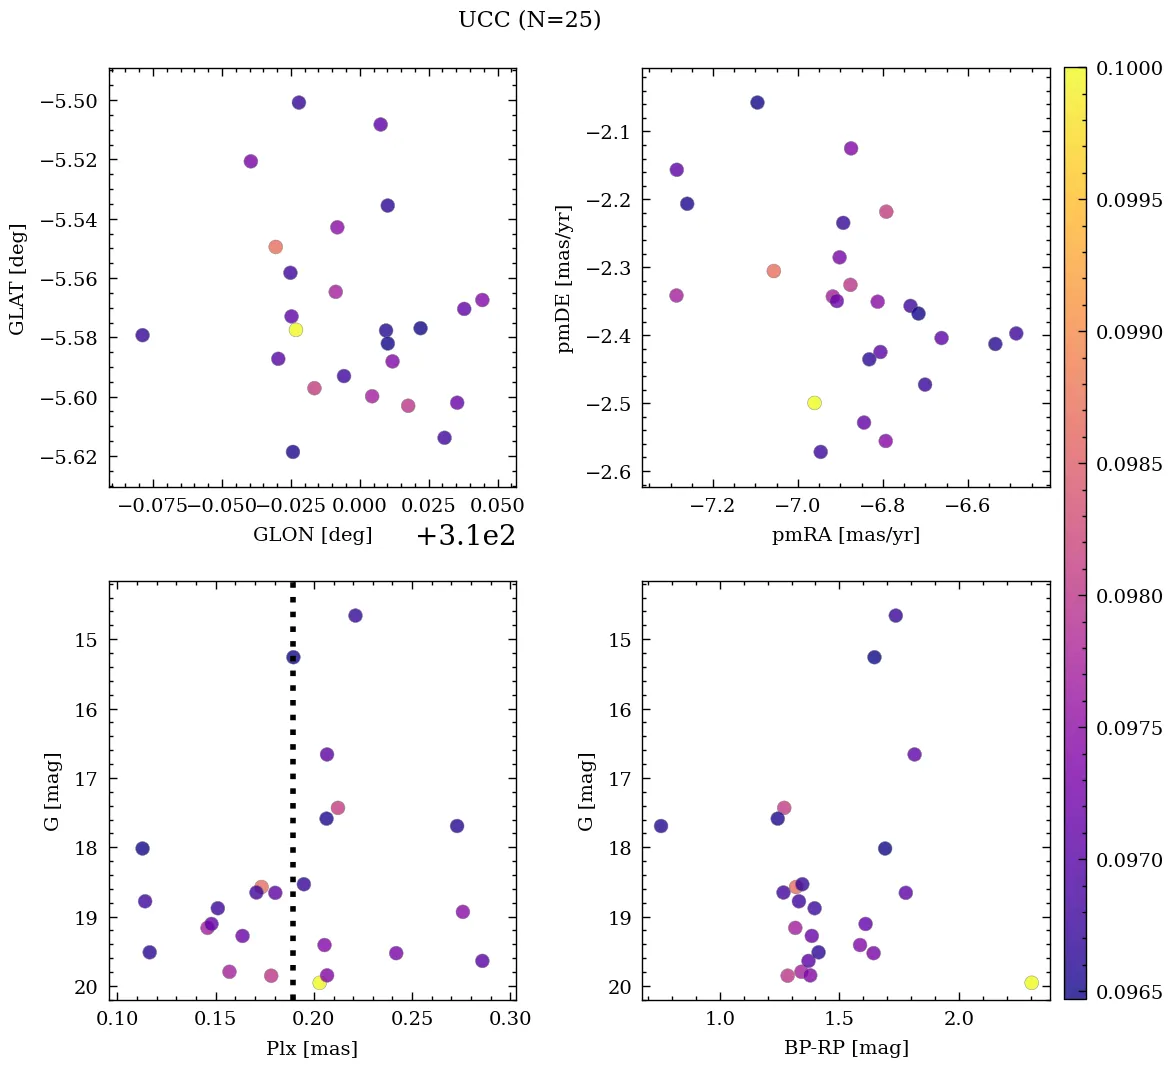 UCC (N=25)
−5.50
−5.52
−5.54
−5.56
−5.58
−5.60
−5.62
GLAT [deg]
−0.075−0.050−0.025 0.000 0.025 0.050
GLON [deg]
+3.1e2
−2.1
−2.2
−2.3
−2.4
−2.5
−2.6
pmDE [mas/yr]
−7.2 −7.0 −6.8 −6.6
pmRA [mas/yr]
15
16
17
18
19
20
G [mag]
0.10 0.15 0.20 0.25 0.30
Plx [mas]
15
16
17
18
19
20
G [mag]
1.0 1.5 2.0
BP-RP [mag]
0.1000
0.0995
0.0990
0.0985
0.0980
0.0975
0.0970
0.0965